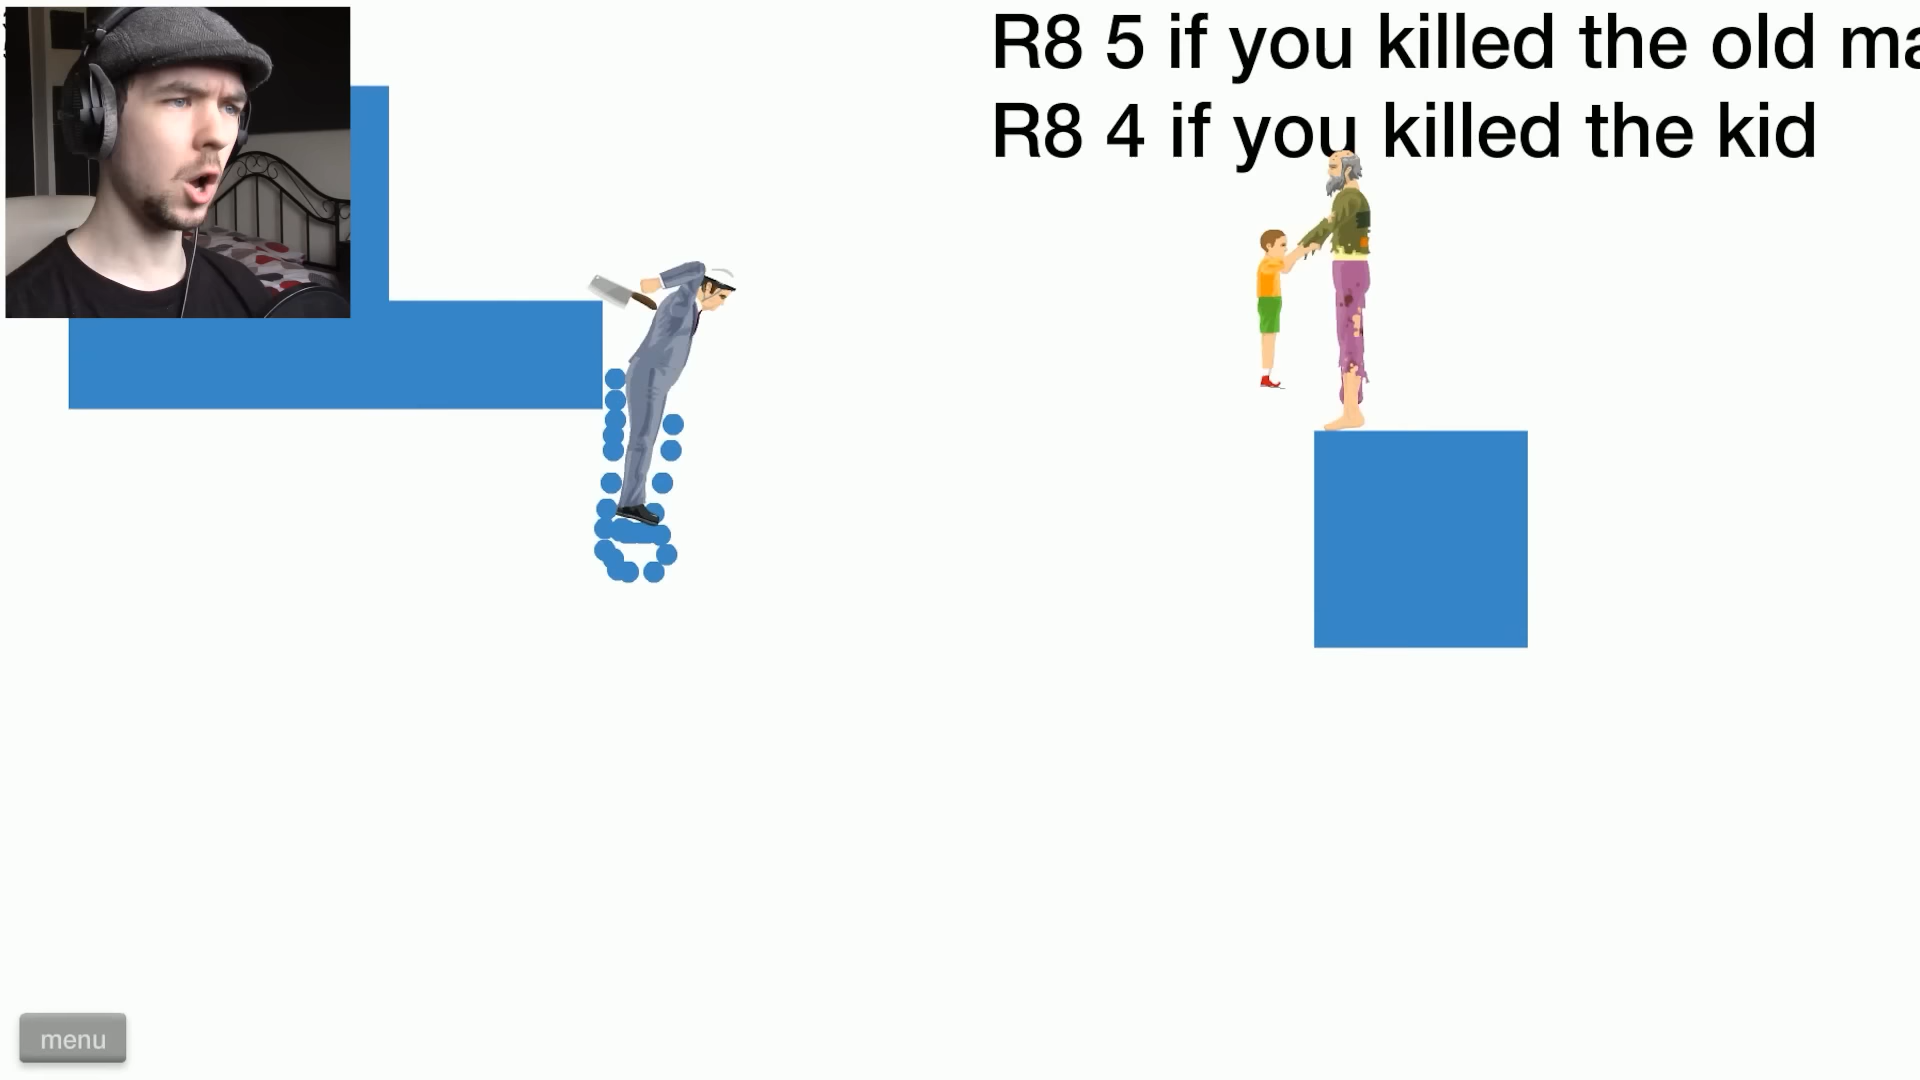 R8 5 if you killed the old ma
R8 4 if you killed the kid
menu